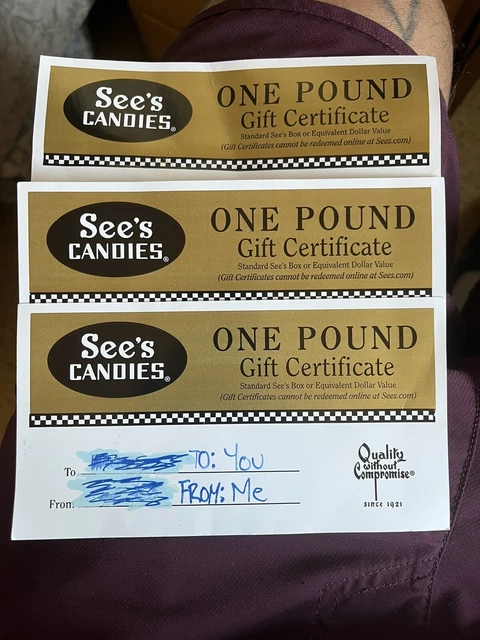 See's
CANDIES®
ONE POUND
Gift Certificate
Standard See's Box or Equivalent Dollar Value
(Gift Certificates cannot be redeemed online at Sees.com)
See's
CANDIES®
ONE POUND
Gift Certificate
Standard See's Box or Equivalent Dollar Value
(Gift Certificates cannot be redeemed online at Sees.com)
See's
CANDIES®
ONE POUND
Gift Certificate
Standard See's Box or Equivalent Dollar Value
(Gift Certificates cannot be redeemed online at Sees.com)
To TO: You
From FROM: Me
Quality
without
Compromise®
SINCE 1921